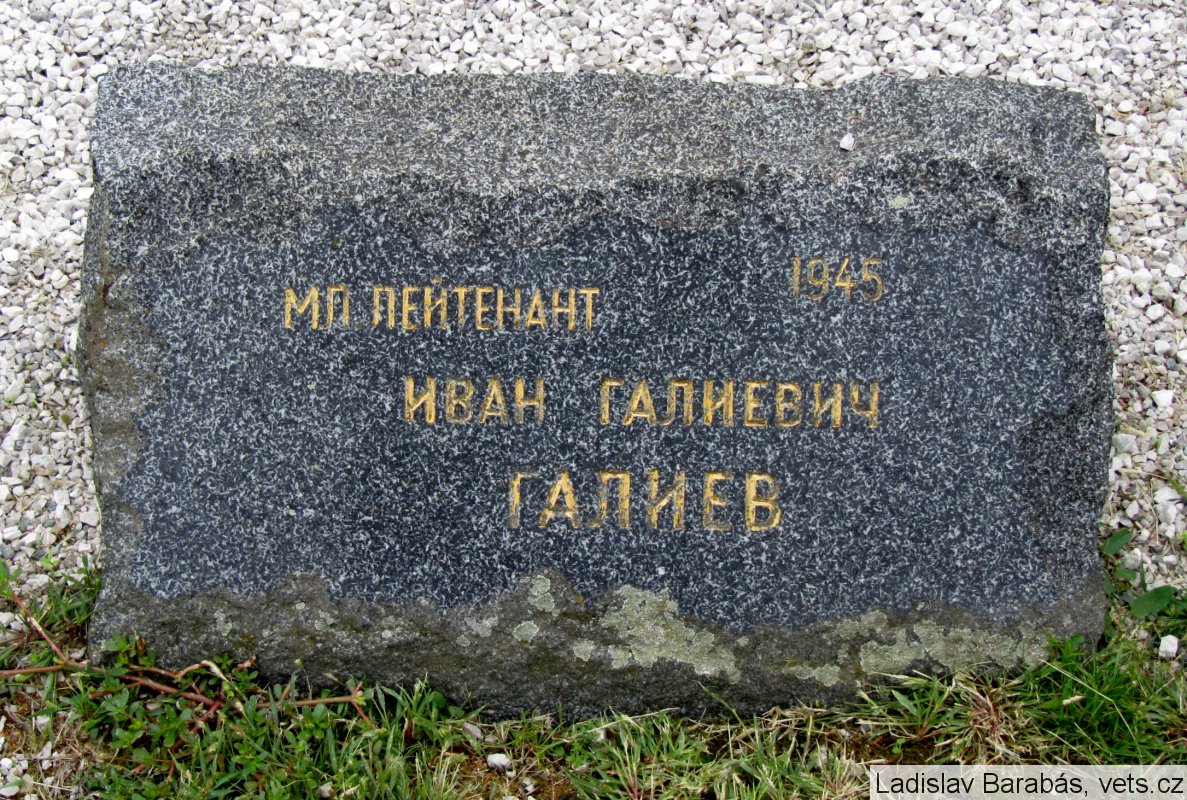 МЛ. ЛЕЙТЕНАНТ 1945
ИВАН ГАЛИЕВИЧ
ГАЛИЕВ
Ladislav Barabás, vets.cz